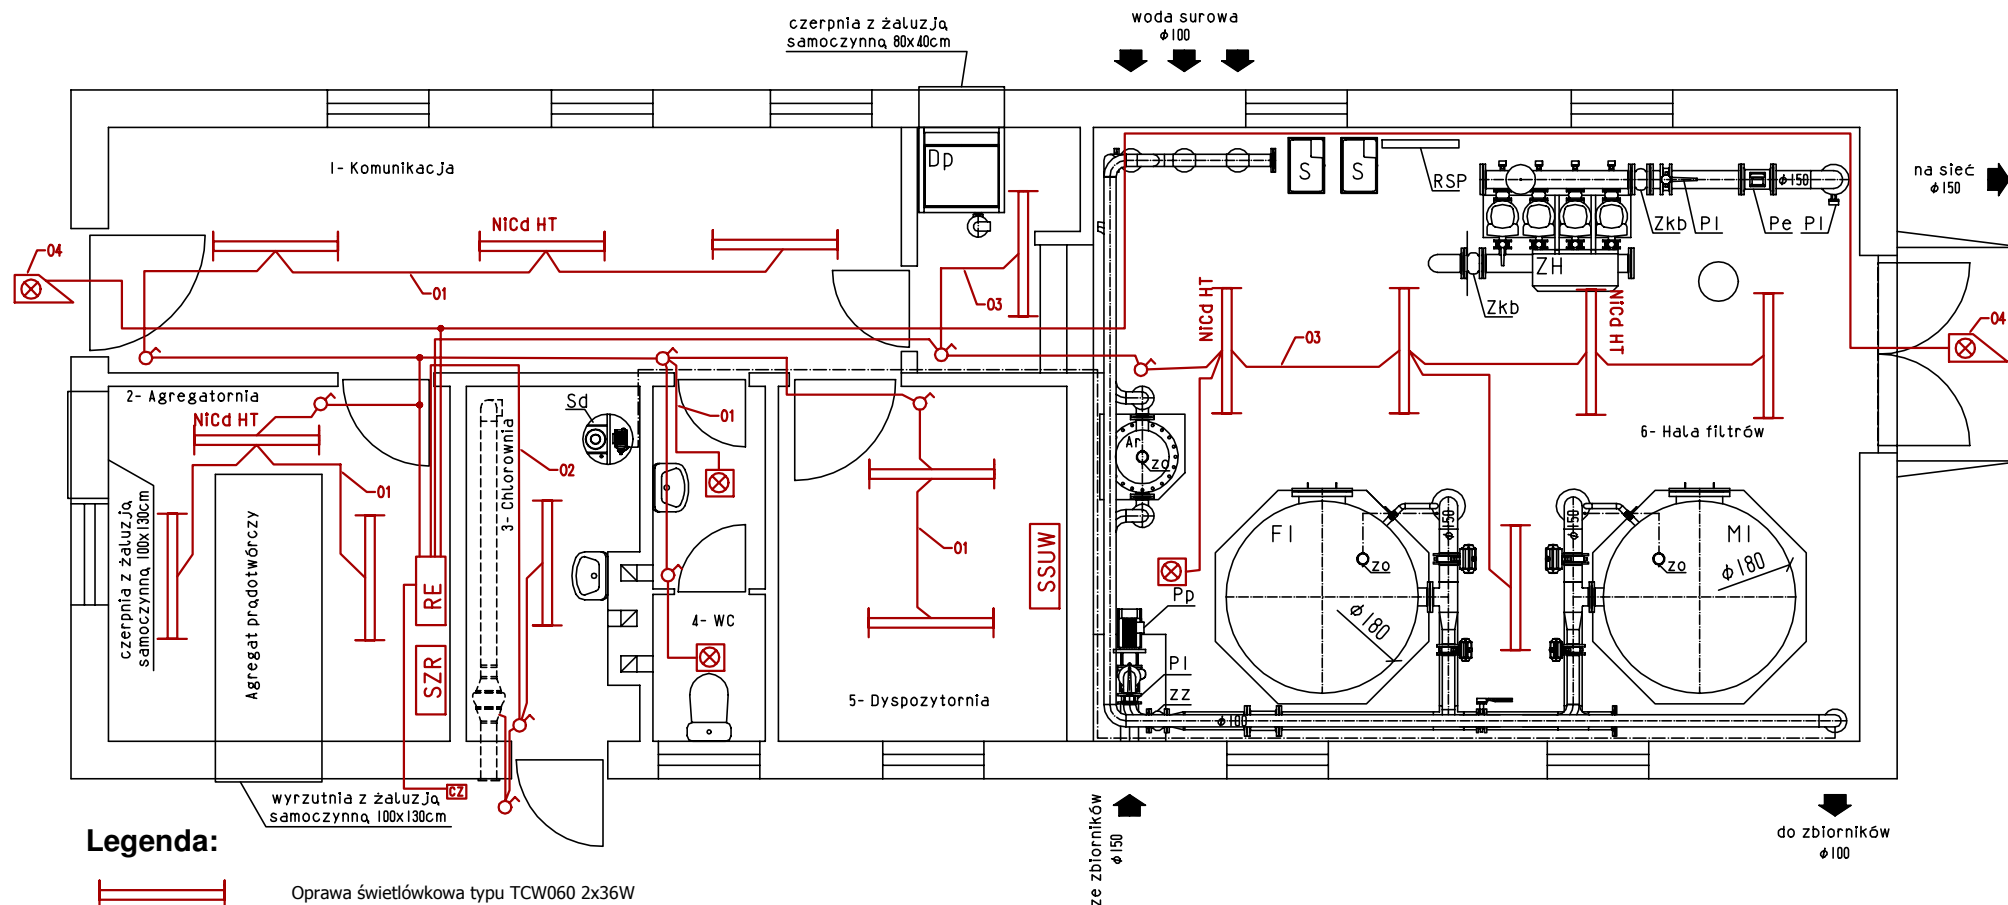 czerpnia z żaluzją
samoczynną 80x40cm
woda surowa
ϕ100
1- Komunikacja
Dp
S
S
RSP
ϕ150
na sieć
ϕ150
NiCd HT
Zkb
Pl
Pe
Pl
04
01
03
ZH
Zkb
NiCd HT
NiCd HT
03
04
2- Agregatornia
NiCd HT
Sd
01
02
Ar
zo
6- Hala filtrów
czerpnia z żaluzją
samoczynną 100x130cm
Agregat prądotwórczy
01
RE
SZR
3- Chlorownia
01
SSUW
F1
zo
ϕ180
ϕ150
ϕ150
M1
zo
ϕ180
4- WC
5- Dyspozytornia
Pp
Pl
zz
ϕ100
CZ
wyrzutnia z żaluzją
samoczynną 100x130cm
ze zbiorników
ϕ150
do zbiorników
ϕ100
Legenda:
Oprawa świetlówkowa typu TCW060 2x36W